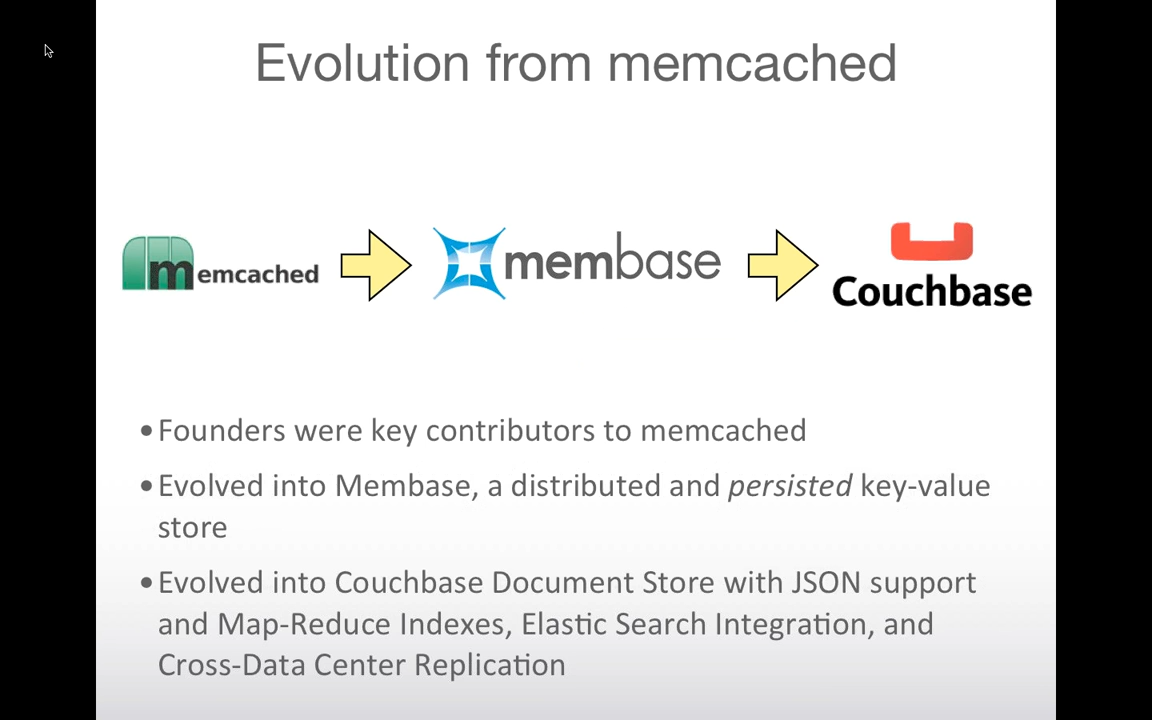 Evolution from memcached
memcached
membase
Couchbase
•Founders were key contributors to memcached
•Evolved into Membase, a distributed and persisted key-value
store
•Evolved into Couchbase Document Store with JSON support
and Map-Reduce Indexes, Elastic Search Integration, and
Cross-Data Center Replication